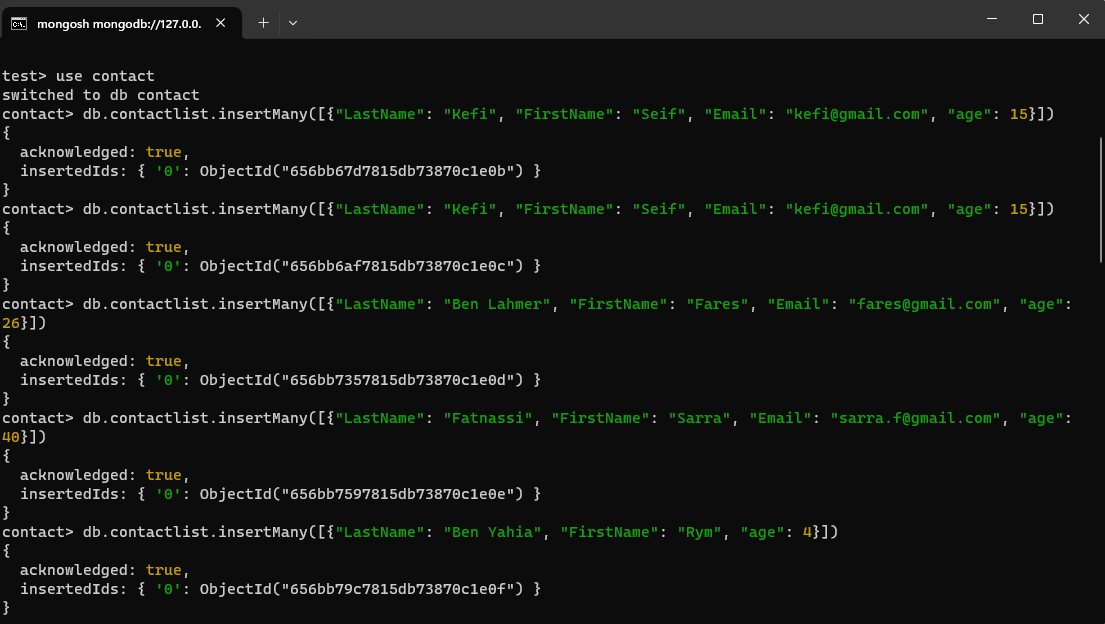 mongosh mongodb://127.0.0.
test> use contact
switched to db contact
contact> db.contactlist.insertMany([{"LastName": "Kefi", "FirstName": "Seif", "Email": "kefi@gmail.com", "age": 15}])
{
  acknowledged: true,
  insertedIds: { '0': ObjectId("656bb67d7815db73870c1e0b") }
}
contact> db.contactlist.insertMany([{"LastName": "Kefi", "FirstName": "Seif", "Email": "kefi@gmail.com", "age": 15}])
{
  acknowledged: true,
  insertedIds: { '0': ObjectId("656bb6af7815db73870c1e0c") }
}
contact> db.contactlist.insertMany([{"LastName": "Ben Lahmer", "FirstName": "Fares", "Email": "fares@gmail.com", "age":
26}])
{
  acknowledged: true,
  insertedIds: { '0': ObjectId("656bb7357815db73870c1e0d") }
}
contact> db.contactlist.insertMany([{"LastName": "Fatnassi", "FirstName": "Sarra", "Email": "sarra.f@gmail.com", "age":
40}])
{
  acknowledged: true,
  insertedIds: { '0': ObjectId("656bb7597815db73870c1e0e") }
}
contact> db.contactlist.insertMany([{"LastName": "Ben Yahia", "FirstName": "Rym", "age": 4}])
{
  acknowledged: true,
  insertedIds: { '0': ObjectId("656bb79c7815db73870c1e0f") }
}